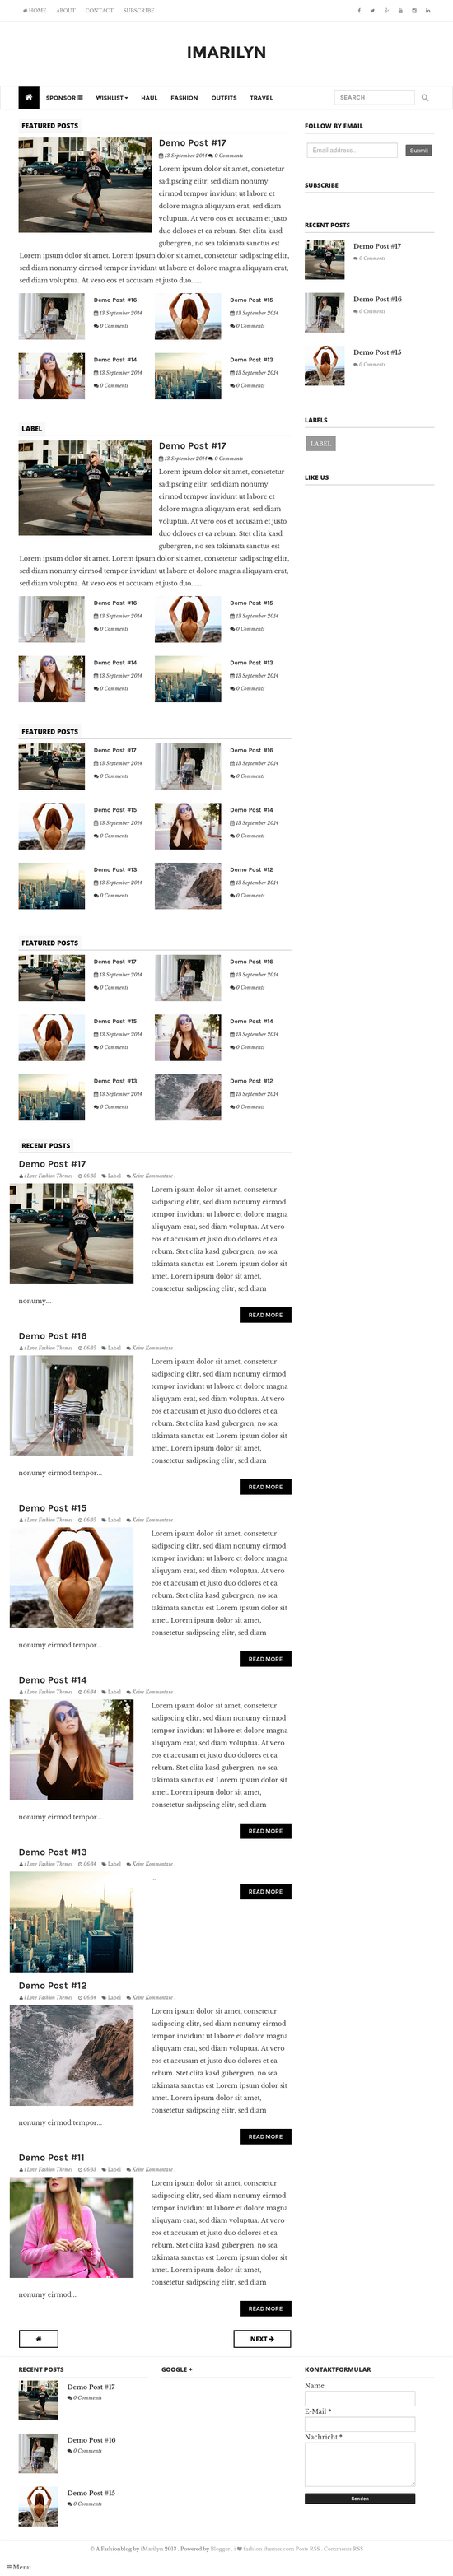 HOME ABOUT CONTACT SUBSCRIBE
IMARILYN
SPONSOR WISHLIST HAUL FASHION OUTFITS TRAVEL SEARCH
FEATURED POSTS
Demo Post #17
13 September 2014 0 Comments
Lorem ipsum dolor sit amet, consetetur
sadipscing elitr, sed diam nonumy
eirmod tempor invidunt ut labore et
dolore magna aliquyam erat, sed diam
voluptua. At vero eos et accusam et justo
duo dolores et ea rebum. Stet clita kasd
gubergren, no sea takimata sanctus est
Lorem ipsum dolor sit amet. Lorem ipsum dolor sit amet, consetetur sadipscing elitr,
sed diam nonumy eirmod tempor invidunt ut labore et dolore magna aliquyam erat,
sed diam voluptua. At vero eos et accusam et justo duo......
Demo Post #16
13 September 2014
0 Comments
Demo Post #15
13 September 2014
0 Comments
Demo Post #14
13 September 2014
0 Comments
Demo Post #13
13 September 2014
0 Comments
LABEL
Demo Post #17
13 September 2014 0 Comments
Lorem ipsum dolor sit amet, consetetur
sadipscing elitr, sed diam nonumy
eirmod tempor invidunt ut labore et
dolore magna aliquyam erat, sed diam
voluptua. At vero eos et accusam et justo
duo dolores et ea rebum. Stet clita kasd
gubergren, no sea takimata sanctus est
Lorem ipsum dolor sit amet. Lorem ipsum dolor sit amet, consetetur sadipscing elitr,
sed diam nonumy eirmod tempor invidunt ut labore et dolore magna aliquyam erat,
sed diam voluptua. At vero eos et accusam et justo duo......
Demo Post #16
13 September 2014
0 Comments
Demo Post #15
13 September 2014
0 Comments
Demo Post #14
13 September 2014
0 Comments
Demo Post #13
13 September 2014
0 Comments
FEATURED POSTS
Demo Post #17
13 September 2014
0 Comments
Demo Post #16
13 September 2014
0 Comments
Demo Post #15
13 September 2014
0 Comments
Demo Post #14
13 September 2014
0 Comments
Demo Post #13
13 September 2014
0 Comments
Demo Post #12
13 September 2014
0 Comments
FEATURED POSTS
Demo Post #17
13 September 2014
0 Comments
Demo Post #16
13 September 2014
0 Comments
Demo Post #15
13 September 2014
0 Comments
Demo Post #14
13 September 2014
0 Comments
Demo Post #13
13 September 2014
0 Comments
Demo Post #12
13 September 2014
0 Comments
RECENT POSTS
Demo Post #17
i Love Fashion Themes 06:35 Label Keine Kommentare :
Lorem ipsum dolor sit amet, consetetur
sadipscing elitr, sed diam nonumy eirmod
tempor invidunt ut labore et dolore magna
aliquyam erat, sed diam voluptua. At vero
eos et accusam et justo duo dolores et ea
rebum. Stet clita kasd gubergren, no sea
takimata sanctus est Lorem ipsum dolor sit
amet. Lorem ipsum dolor sit amet,
consetetur sadipscing elitr, sed diam
nonumy...
READ MORE
Demo Post #16
i Love Fashion Themes 06:35 Label Keine Kommentare :
Lorem ipsum dolor sit amet, consetetur
sadipscing elitr, sed diam nonumy eirmod
tempor invidunt ut labore et dolore magna
aliquyam erat, sed diam voluptua. At vero
eos et accusam et justo duo dolores et ea
rebum. Stet clita kasd gubergren, no sea
takimata sanctus est Lorem ipsum dolor sit
amet. Lorem ipsum dolor sit amet,
consetetur sadipscing elitr, sed diam
nonumy eirmod tempor...
READ MORE
Demo Post #15
i Love Fashion Themes 06:35 Label Keine Kommentare :
Lorem ipsum dolor sit amet, consetetur
sadipscing elitr, sed diam nonumy eirmod
tempor invidunt ut labore et dolore magna
aliquyam erat, sed diam voluptua. At vero
eos et accusam et justo duo dolores et ea
rebum. Stet clita kasd gubergren, no sea
takimata sanctus est Lorem ipsum dolor sit
amet. Lorem ipsum dolor sit amet,
consetetur sadipscing elitr, sed diam
nonumy eirmod tempor...
READ MORE
Demo Post #14
i Love Fashion Themes 06:34 Label Keine Kommentare :
Lorem ipsum dolor sit amet, consetetur
sadipscing elitr, sed diam nonumy eirmod
tempor invidunt ut labore et dolore magna
aliquyam erat, sed diam voluptua. At vero
eos et accusam et justo duo dolores et ea
rebum. Stet clita kasd gubergren, no sea
takimata sanctus est Lorem ipsum dolor sit
amet. Lorem ipsum dolor sit amet,
consetetur sadipscing elitr, sed diam
nonumy eirmod tempor...
READ MORE
Demo Post #13
i Love Fashion Themes 06:34 Label Keine Kommentare :
...
READ MORE
Demo Post #12
i Love Fashion Themes 06:34 Label Keine Kommentare :
Lorem ipsum dolor sit amet, consetetur
sadipscing elitr, sed diam nonumy eirmod
tempor invidunt ut labore et dolore magna
aliquyam erat, sed diam voluptua. At vero
eos et accusam et justo duo dolores et ea
rebum. Stet clita kasd gubergren, no sea
takimata sanctus est Lorem ipsum dolor sit
amet. Lorem ipsum dolor sit amet,
consetetur sadipscing elitr, sed diam
nonumy eirmod tempor...
READ MORE
Demo Post #11
i Love Fashion Themes 06:33 Label Keine Kommentare :
Lorem ipsum dolor sit amet, consetetur
sadipscing elitr, sed diam nonumy eirmod
tempor invidunt ut labore et dolore magna
aliquyam erat, sed diam voluptua. At vero
eos et accusam et justo duo dolores et ea
rebum. Stet clita kasd gubergren, no sea
takimata sanctus est Lorem ipsum dolor sit
amet. Lorem ipsum dolor sit amet,
consetetur sadipscing elitr, sed diam
nonumy eirmod...
READ MORE
NEXT
FOLLOW BY EMAIL
Email address... Submit
SUBSCRIBE
RECENT POSTS
Demo Post #17
0 Comments
Demo Post #16
0 Comments
Demo Post #15
0 Comments
LABELS
LABEL
LIKE US
RECENT POSTS
Demo Post #17
0 Comments
Demo Post #16
0 Comments
Demo Post #15
0 Comments
GOOGLE +
KONTAKTFORMULAR
Name
E-Mail *
Nachricht *
Senden
© A Fashionblog by iMarilyn 2013 . Powered by Blogger . i fashion-themes.com Posts RSS . Comments RSS
Menu